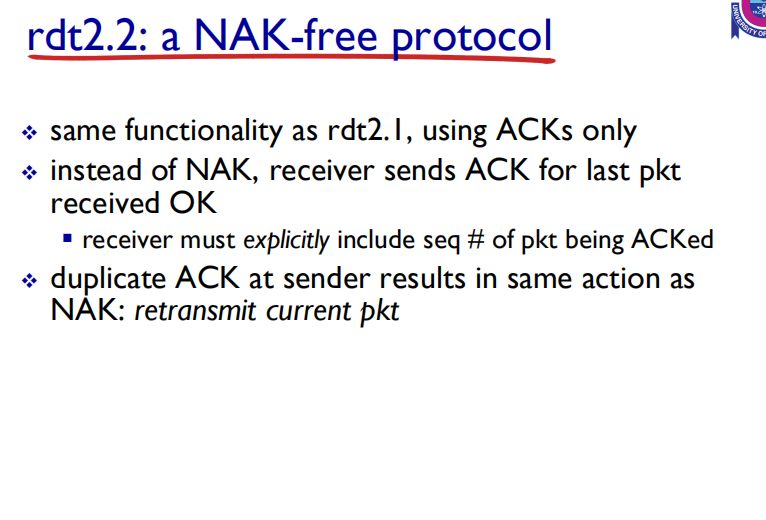 rdt2.2: a NAK-free protocol
UNIVERSITY OF
❖ same functionality as rdt2.1, using ACKs only
❖ instead of NAK, receiver sends ACK for last pkt
received OK
▪ receiver must explicitly include seq # of pkt being ACKed
❖ duplicate ACK at sender results in same action as
NAK: retransmit current pkt